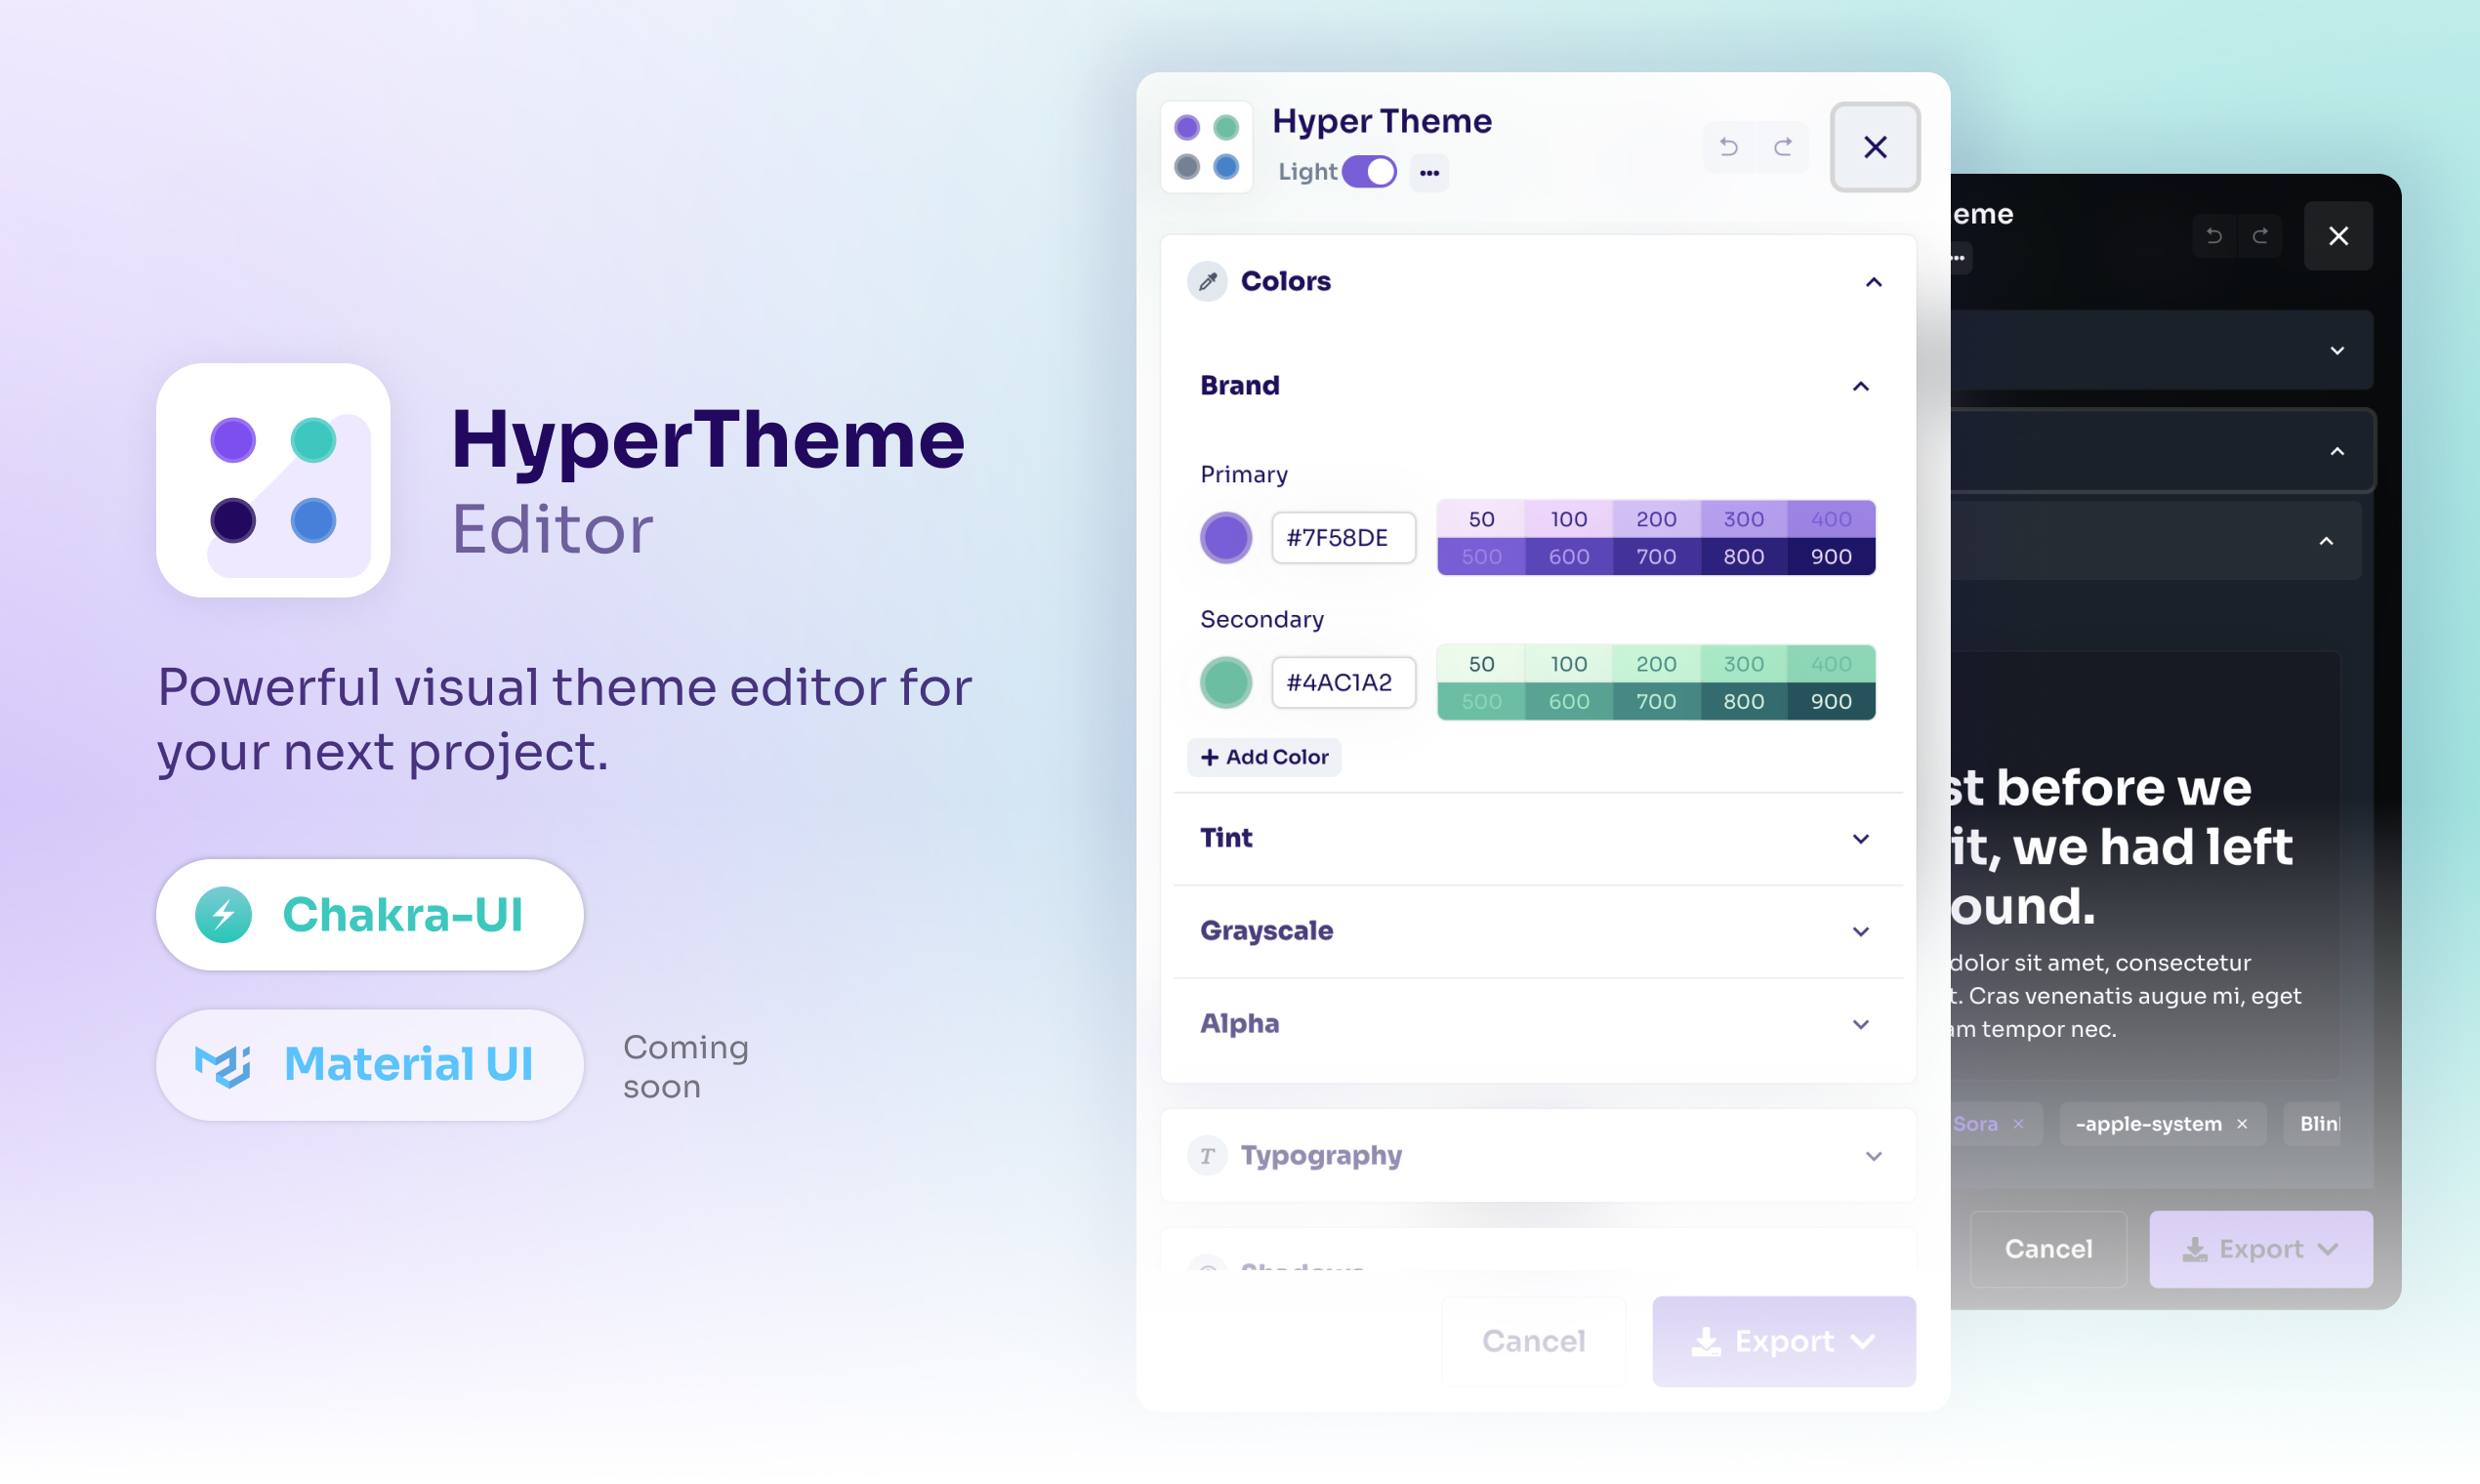 HyperTheme
Editor
Powerful visual theme editor for
your next project.
Chakra-UI
Material UI
Coming
soon
Hyper Theme
Light
Colors
Brand
Primary
#7F58DE
50 100 200 300 400
500 600 700 800 900
Secondary
#4AC1A2
50 100 200 300 400
500 600 700 800 900
+ Add Color
Tint
Grayscale
Alpha
Typography
Shadows
Cancel
Export
eme
st before we
it, we had left
ound.
dolor sit amet, consectetur
t. Cras venenatis augue mi, eget
am tempor nec.
Sora × -apple-system × Blin
Cancel
Export